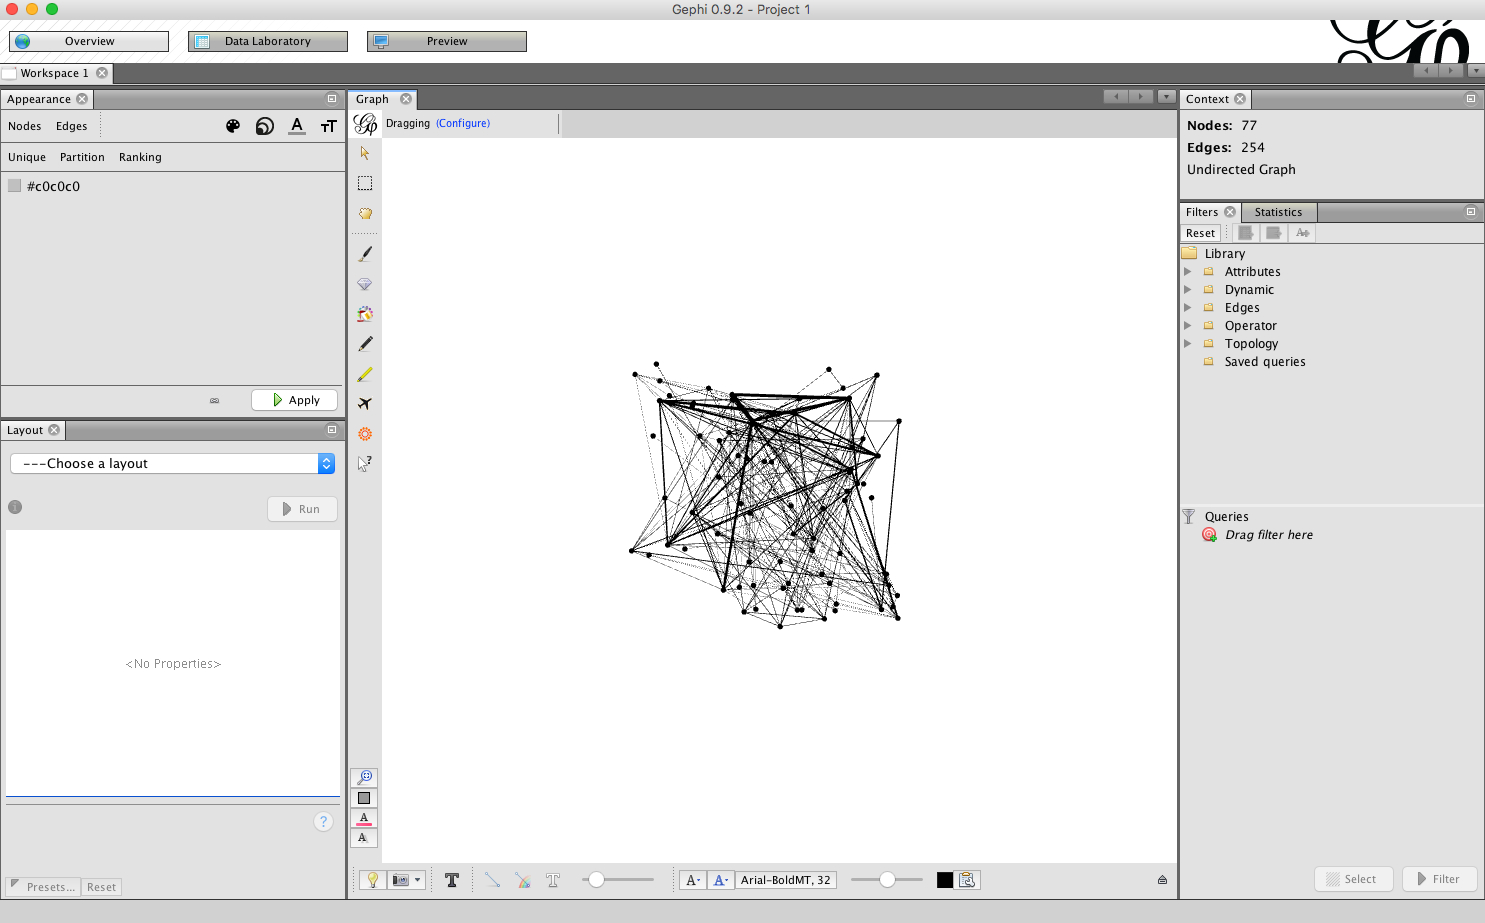 Gephi 0.9.2 - Project 1
Overview
Data Laboratory
Preview
Workspace 1
Appearance
Nodes Edges
Unique Partition Ranking
#c0c0c0
Apply
Layout
---Choose a layout
Run
<No Properties>
?
Presets... Reset
Graph
Dragging (Configure)
Arial-BoldMT, 32
Context
Nodes: 77
Edges: 254
Undirected Graph
Filters Statistics
Reset
Library
Attributes
Dynamic
Edges
Operator
Topology
Saved queries
Queries
Drag filter here
Select Filter